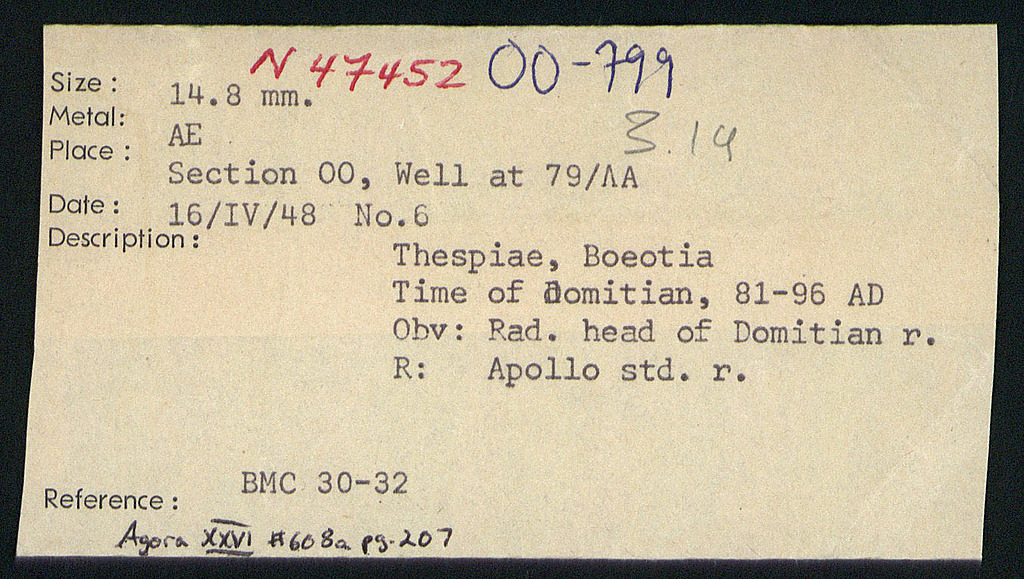 N 47452 OO-799
Size: 14.8 mm.
Metal: AE
3.14
Place: Section OO, Well at 79/ΛA
Date: 16/IV/48 No.6
Description:
Thespiae, Boeotia
Time of Domitian, 81-96 AD
Obv: Rad. head of Domitian r.
R: Apollo std. r.
Reference: BMC 30-32
Agora XXVI #608a pg. 207